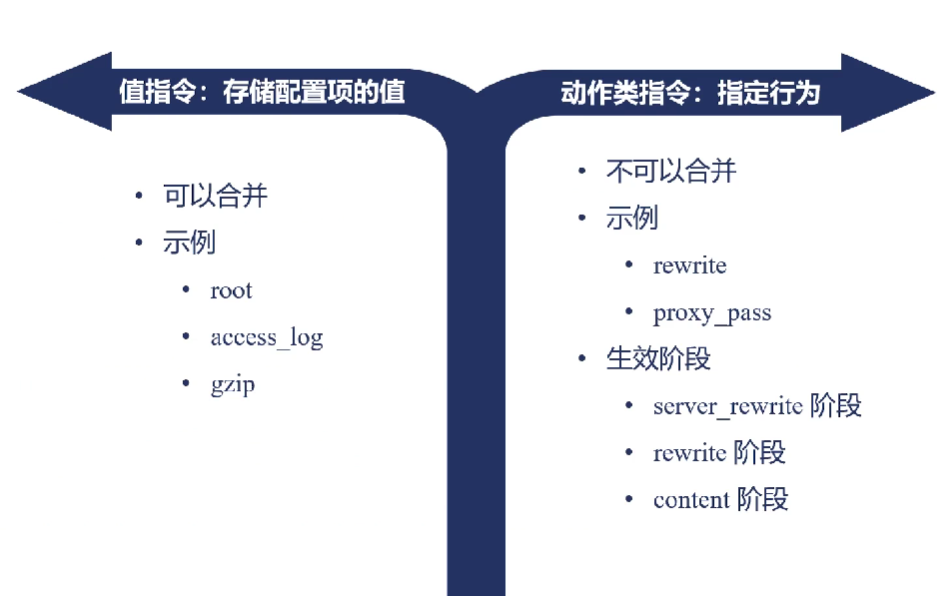 值指令：存储配置项的值
可以合并
示例
root
access_log
gzip
动作类指令：指定行为
不可以合并
示例
rewrite
proxy_pass
生效阶段
server_rewrite 阶段
rewrite 阶段
content 阶段